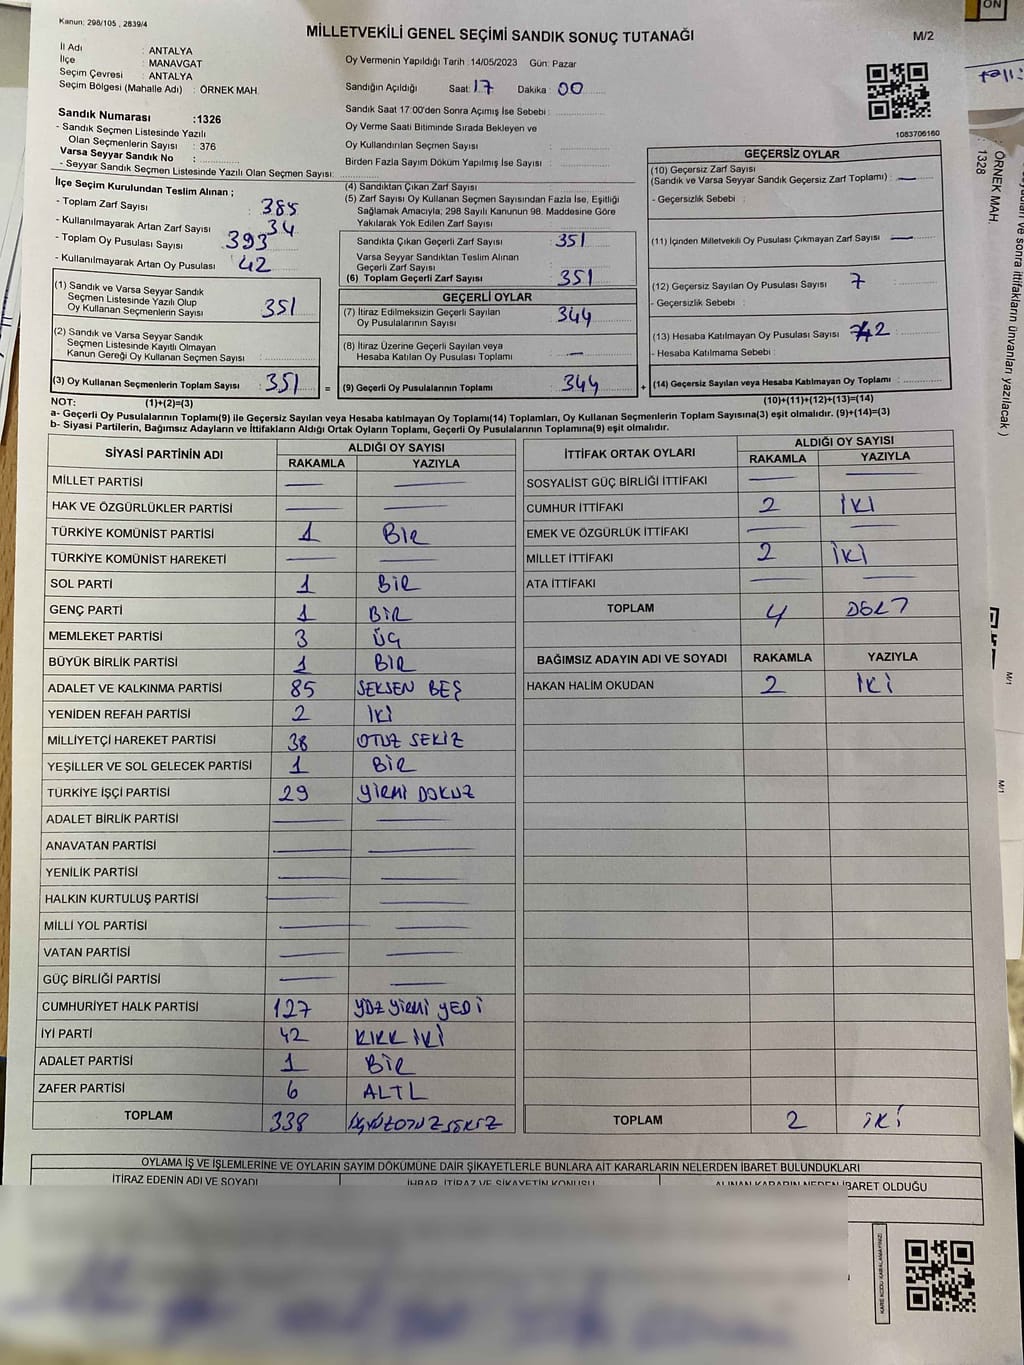 Kanun: 298/105 , 2839/4
MİLLETVEKİLİ GENEL SEÇİMİ SANDIK SONUÇ TUTANAĞI
M/2
İl Adı : ANTALYA
İlçe : MANAVGAT
Seçim Çevresi : ANTALYA
Seçim Bölgesi (Mahalle Adı) : ÖRNEK MAH.
Oy Vermenin Yapıldığı Tarih : 14/05/2023 Gün: Pazar
Sandığın Açıldığı Saat: 17 Dakika: 00
Sandık Saat 17:00'den Sonra Açımış İse Sebebi :
Oy Verme Saati Bitiminde Sırada Bekleyen ve
Oy Kullandırılan Seçmen Sayısı :
Birden Fazla Sayım Döküm Yapılmış İse Sayısı :
1083706160
Sandık Numarası :1326
- Sandık Seçmen Listesinde Yazılı
Olan Seçmenlerin Sayısı : 376
Varsa Seyyar Sandık No :
- Seyyar Sandık Seçmen Listesinde Yazılı Olan Seçmen Sayısı:
İlçe Seçim Kurulundan Teslim Alınan ;
- Toplam Zarf Sayısı : 385
- Kullanılmayarak Artan Zarf Sayısı 34
- Toplam Oy Pusulası Sayısı : 393
- Kullanılmayarak Artan Oy Pusulası 42
(1) Sandık ve Varsa Seyyar Sandık
Seçmen Listesinde Yazılı Olup
Oy Kullanan Seçmenlerin Sayısı 351
(2) Sandık ve Varsa Seyyar Sandık
Seçmen Listesinde Kayıtlı Olmayan
Kanun Gereği Oy Kullanan Seçmen Sayısı :
(3) Oy Kullanan Seçmenlerin Toplam Sayısı : 351 =
(4) Sandıktan Çıkan Zarf Sayısı :
(5) Zarf Sayısı Oy Kullanan Seçmen Sayısından Fazla İse, Eşitliği
Sağlamak Amacıyla; 298 Sayılı Kanunun 98. Maddesine Göre
Yakılarak Yok Edilen Zarf Sayısı :
Sandıkta Çıkan Geçerli Zarf Sayısı : 351
Varsa Seyyar Sandıktan Teslim Alınan
Geçerli Zarf Sayısı :
(6) Toplam Geçerli Zarf Sayısı : 351
GEÇERLİ OYLAR
(7) İtiraz Edilmeksizin Geçerli Sayılan
Oy Pusulalarının Sayısı : 344
(8) İtiraz Üzerine Geçerli Sayılan veya
Hesaba Katılan Oy Pusulası Toplamı : —
(9) Geçerli Oy Pusulalarının Toplamı : 344 +
GEÇERSİZ OYLAR
(10) Geçersiz Zarf Sayısı
(Sandık ve Varsa Seyyar Sandık Geçersiz Zarf Toplamı) : —
- Geçersizlik Sebebi :
(11) İçinden Milletvekili Oy Pusulası Çıkmayan Zarf Sayısı : —
(12) Geçersiz Sayılan Oy Pusulası Sayısı : 7
- Geçersizlik Sebebi :
(13) Hesaba Katılmayan Oy Pusulası Sayısı
- Hesaba Katılmama Sebebi :
(14) Geçersiz Sayılan veya Hesaba Katılmayan Oy Toplamı :
NOT: (1)+(2)=(3) (10)+(11)+(12)+(13)=(14)
a- Geçerli Oy Pusulalarının Toplamı(9) ile Geçersiz Sayılan veya Hesaba katılmayan Oy Toplamı(14) Toplamları, Oy Kullanan Seçmenlerin Toplam Sayısına(3) eşit olmalıdır. (9)+(14)=(3)
b- Siyasi Partilerin, Bağımsız Adayların ve İttifakların Aldığı Ortak Oyların Toplamı, Geçerli Oy Pusulalarının Toplamına(9) eşit olmalıdır.
SİYASİ PARTİNİN ADI ALDIĞI OY SAYISI
RAKAMLA YAZIYLA
MİLLET PARTİSİ — —
HAK VE ÖZGÜRLÜKLER PARTİSİ — —
TÜRKİYE KOMÜNİST PARTİSİ 1 BİR
TÜRKİYE KOMÜNİST HAREKETİ — —
SOL PARTİ 1 BİR
GENÇ PARTİ 1 BİR
MEMLEKET PARTİSİ 3 ÜÇ
BÜYÜK BİRLİK PARTİSİ 1 BİR
ADALET VE KALKINMA PARTİSİ 85 SEKSEN BEŞ
YENİDEN REFAH PARTİSİ 2 İKİ
MİLLİYETÇİ HAREKET PARTİSİ 38 OTUZ SEKİZ
YEŞİLLER VE SOL GELECEK PARTİSİ 1 BİR
TÜRKİYE İŞÇİ PARTİSİ 29 YİRMİ DOKUZ
ADALET BİRLİK PARTİSİ — —
ANAVATAN PARTİSİ — —
YENİLİK PARTİSİ — —
HALKIN KURTULUŞ PARTİSİ — —
MİLLİ YOL PARTİSİ — —
VATAN PARTİSİ — —
GÜÇ BİRLİĞİ PARTİSİ — —
CUMHURİYET HALK PARTİSİ 127 YÜZ YİRMİ YEDİ
İYİ PARTİ 42 KIRK İKİ
ADALET PARTİSİ 1 BİR
ZAFER PARTİSİ 6 ALTI
TOPLAM 338 ÜÇYÜZOTUZSEKİZ
İTTİFAK ORTAK OYLARI ALDIĞI OY SAYISI
RAKAMLA YAZIYLA
SOSYALİST GÜÇ BİRLİĞİ İTTİFAKI — —
CUMHUR İTTİFAKI 2 İKİ
EMEK VE ÖZGÜRLÜK İTTİFAKI — —
MİLLET İTTİFAKI 2 İKİ
ATA İTTİFAKI — —
TOPLAM 4 DÖRT
BAĞIMSIZ ADAYIN ADI VE SOYADI RAKAMLA YAZIYLA
HAKAN HALİM OKUDAN 2 İKİ
TOPLAM 2 İKİ
OYLAMA İŞ VE İŞLEMLERİNE VE OYLARIN SAYIM DÖKÜMÜNE DAİR ŞİKAYETLERLE BUNLARA AİT KARARLARIN NELERDEN İBARET BULUNDUKLARI
İTİRAZ EDENİN ADI VE SOYADI İHBAR, İTİRAZ VE ŞİKAYETİN KONUSU ALINAN KARARIN NEDEN İBARET OLDUĞU
KARE KODU KARALAMAYINIZ!
ÖRNEK MAH.
1328
ve sonra ittifakların ünvanları yazılacak )
M/1
M/1
ON